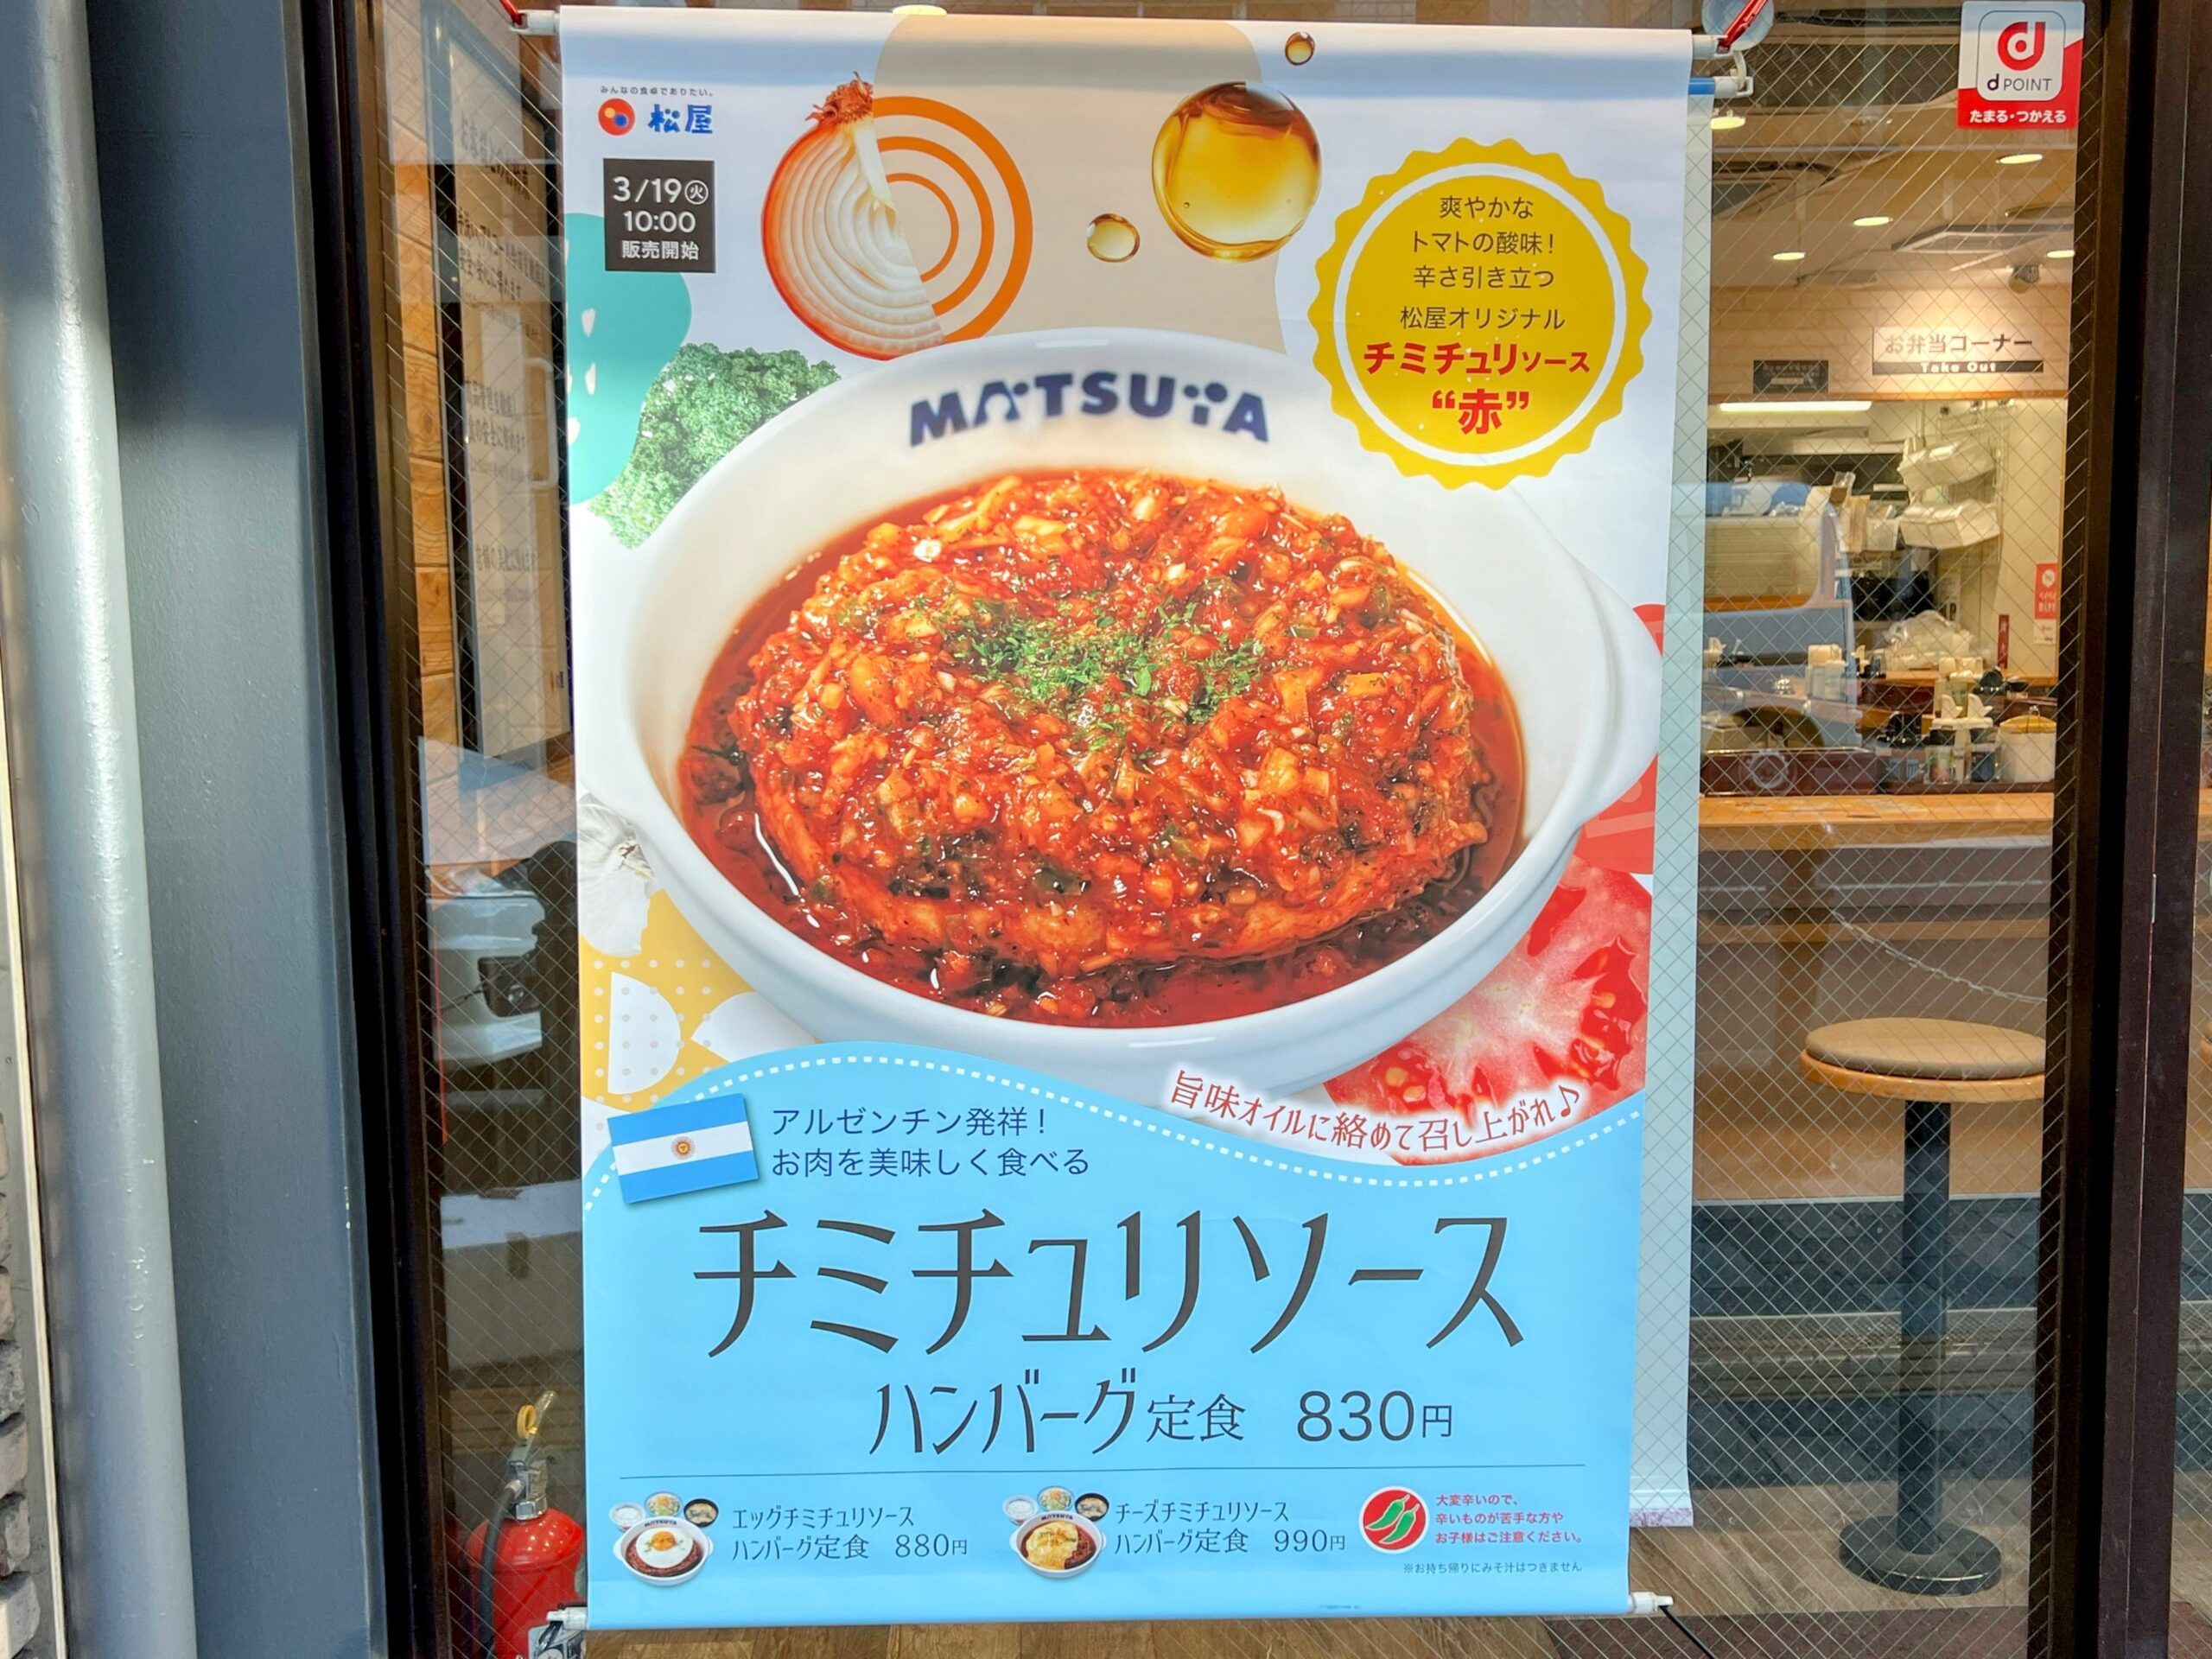 みんなの食卓でありたい。
松屋
3/19㊋
10:00
販売開始
d POINT
たまる・つかえる
爽やかな
トマトの酸味！
辛さ引き立つ
松屋オリジナル
チミチュリソース
“赤”
お弁当コーナー
Take Out
MATSUYA
旨味オイルに絡めて召し上がれ♪
アルゼンチン発祥！
お肉を美味しく食べる
チミチュリソース
ハンバーグ定食 830円
エッグチミチュリソース
ハンバーグ定食 880円
チーズチミチュリソース
ハンバーグ定食 990円
大変辛いので、
辛いものが苦手な方や
お子様はご注意ください。
※お持ち帰りにみそ汁はつきません